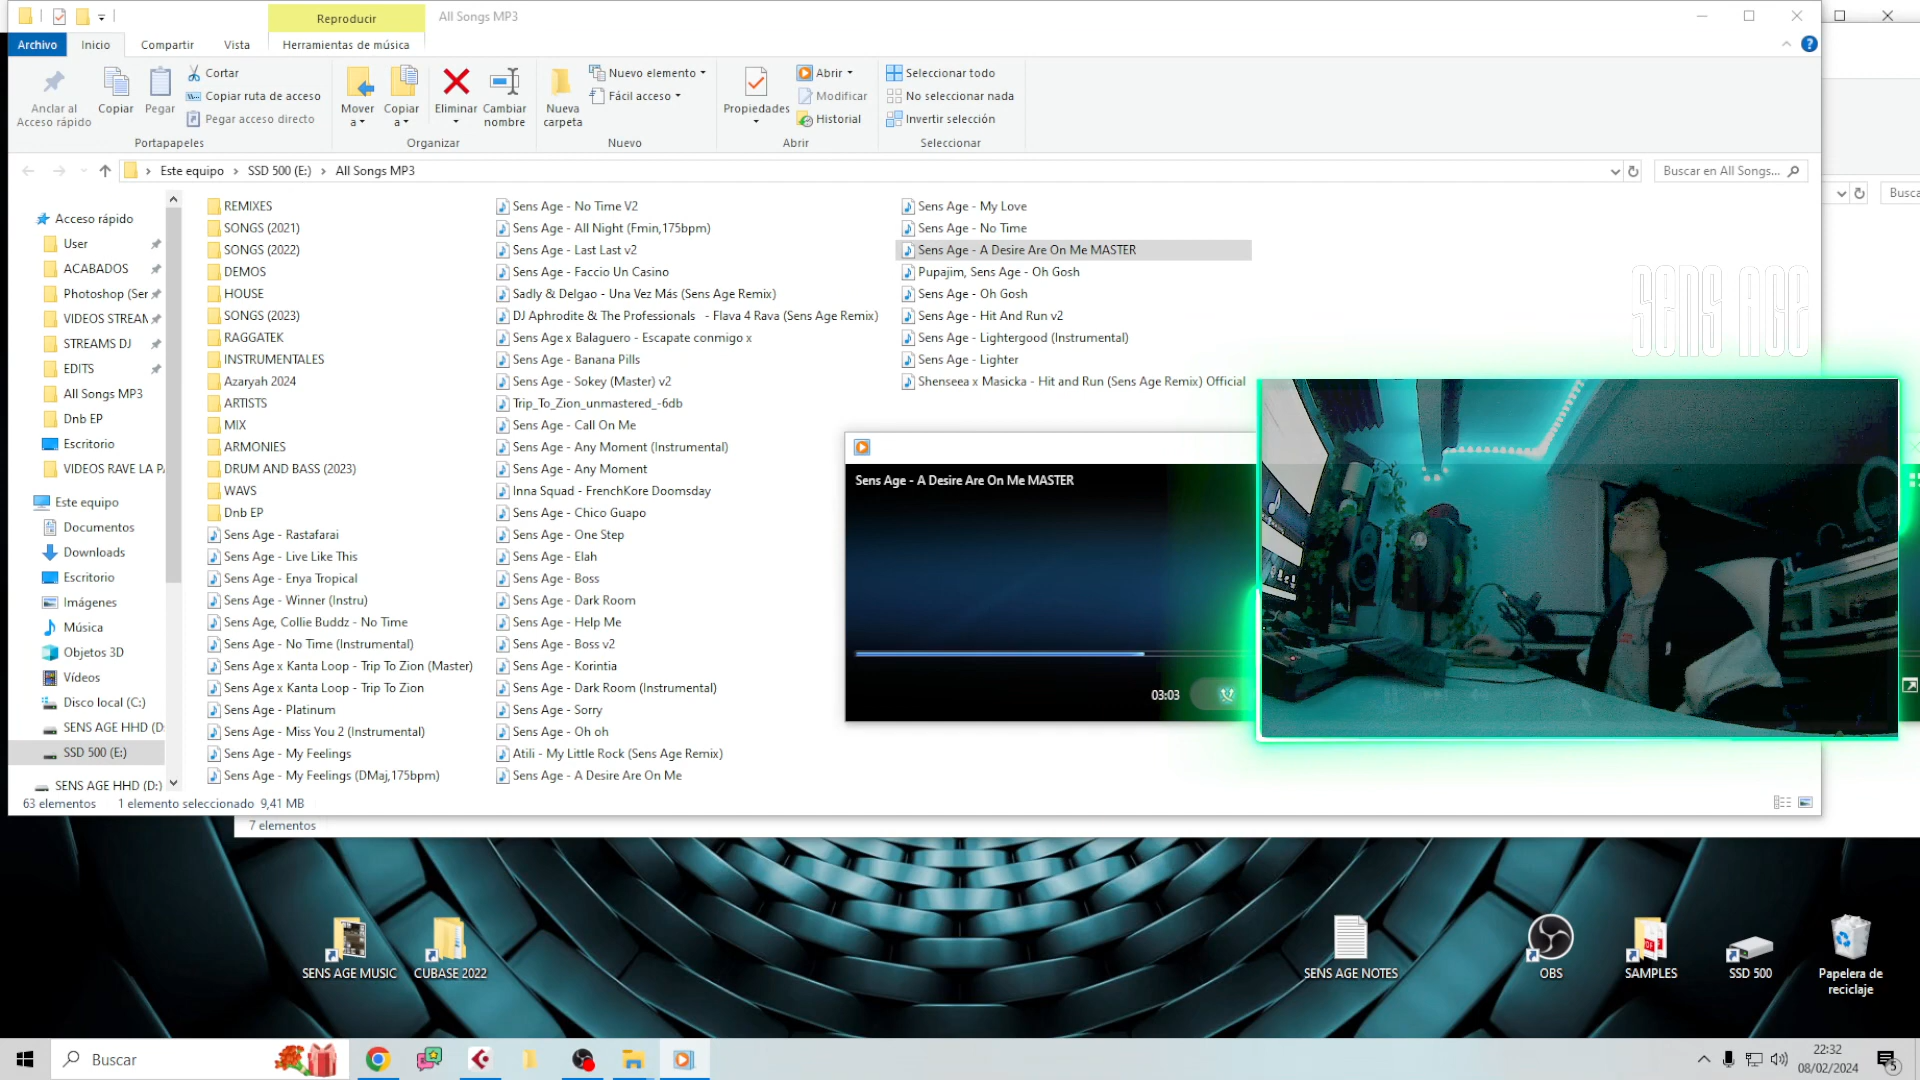 Reproducir
All Songs MP3
Archivo
Inicio
Compartir
Vista
Herramientas de música
Anclar al
Acceso rápido
Copiar
Pegar
Cortar
Copiar ruta de acceso
Pegar acceso directo
Portapapeles
Mover
a
Copiar
a
Eliminar
Cambiar
nombre
Organizar
Nueva
carpeta
Nuevo elemento
Fácil acceso
Nuevo
Propiedades
Abrir
Modificar
Historial
Abrir
Seleccionar todo
No seleccionar nada
Invertir selección
Seleccionar
Este equipo
SSD 500 (E:)
All Songs MP3
Buscar en All Songs...
Busca
Acceso rápido
User
ACABADOS
Photoshop (Ser
VIDEOS STREAM
STREAMS DJ
EDITS
All Songs MP3
Dnb EP
Escritorio
VIDEOS RAVE LA PA
Este equipo
Documentos
Downloads
Escritorio
Imágenes
Música
Objetos 3D
Vídeos
Disco local (C:)
SENS AGE HHD (D:
SSD 500 (E:)
SENS AGE HHD (D:)
REMIXES
SONGS (2021)
SONGS (2022)
DEMOS
HOUSE
SONGS (2023)
RAGGATEK
INSTRUMENTALES
Azaryah 2024
ARTISTS
MIX
ARMONIES
DRUM AND BASS (2023)
WAVS
Dnb EP
Sens Age - Rastafarai
Sens Age - Live Like This
Sens Age - Enya Tropical
Sens Age - Winner (Instru)
Sens Age, Collie Buddz - No Time
Sens Age - No Time (Instrumental)
Sens Age x Kanta Loop - Trip To Zion (Master)
Sens Age x Kanta Loop - Trip To Zion
Sens Age - Platinum
Sens Age - Miss You 2 (Instrumental)
Sens Age - My Feelings
Sens Age - My Feelings (DMaj,175bpm)
Sens Age - No Time V2
Sens Age - All Night (Fmin,175bpm)
Sens Age - Last Last v2
Sens Age - Faccio Un Casino
Sadly & Delgao - Una Vez Más (Sens Age Remix)
DJ Aphrodite & The Professionals - Flava 4 Rava (Sens Age Remix)
Sens Age x Balaguero - Escapate conmigo x
Sens Age - Banana Pills
Sens Age - Sokey (Master) v2
Trip_To_Zion_unmastered_-6db
Sens Age - Call On Me
Sens Age - Any Moment (Instrumental)
Sens Age - Any Moment
Inna Squad - FrenchKore Doomsday
Sens Age - Chico Guapo
Sens Age - One Step
Sens Age - Elah
Sens Age - Boss
Sens Age - Dark Room
Sens Age - Help Me
Sens Age - Boss v2
Sens Age - Korintia
Sens Age - Dark Room (Instrumental)
Sens Age - Sorry
Sens Age - Oh oh
Atili - My Little Rock (Sens Age Remix)
Sens Age - A Desire Are On Me
Sens Age - My Love
Sens Age - No Time
Sens Age - A Desire Are On Me MASTER
Pupajim, Sens Age - Oh Gosh
Sens Age - Oh Gosh
Sens Age - Hit And Run v2
Sens Age - Lightergood (Instrumental)
Sens Age - Lighter
Shenseea x Masicka - Hit and Run (Sens Age Remix) Official
SENS AGE
Sens Age - A Desire Are On Me MASTER
03:03
63 elementos
1 elemento seleccionado 9,41 MB
7 elementos
SENS AGE MUSIC
CUBASE 2022
SENS AGE NOTES
OBS
SAMPLES
SSD 500
Papelera de
reciclaje
Buscar
22:32
08/02/2024
5